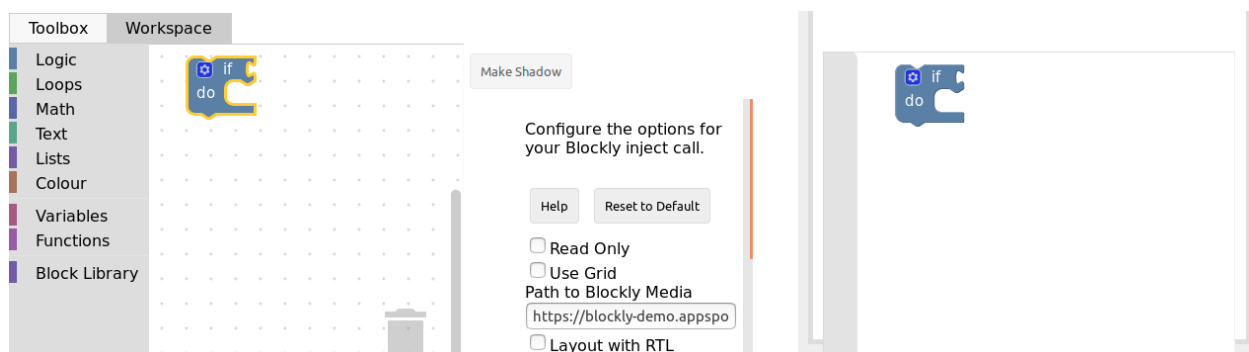 Toolbox
Workspace
Logic
Loops
Math
Text
Lists
Colour
Variables
Functions
Block Library
if
do
Make Shadow
Configure the options for
your Blockly inject call.
Help
Reset to Default
Read Only
Use Grid
Path to Blockly Media
https://blockly-demo.appspo
Layout with RTL
if
do